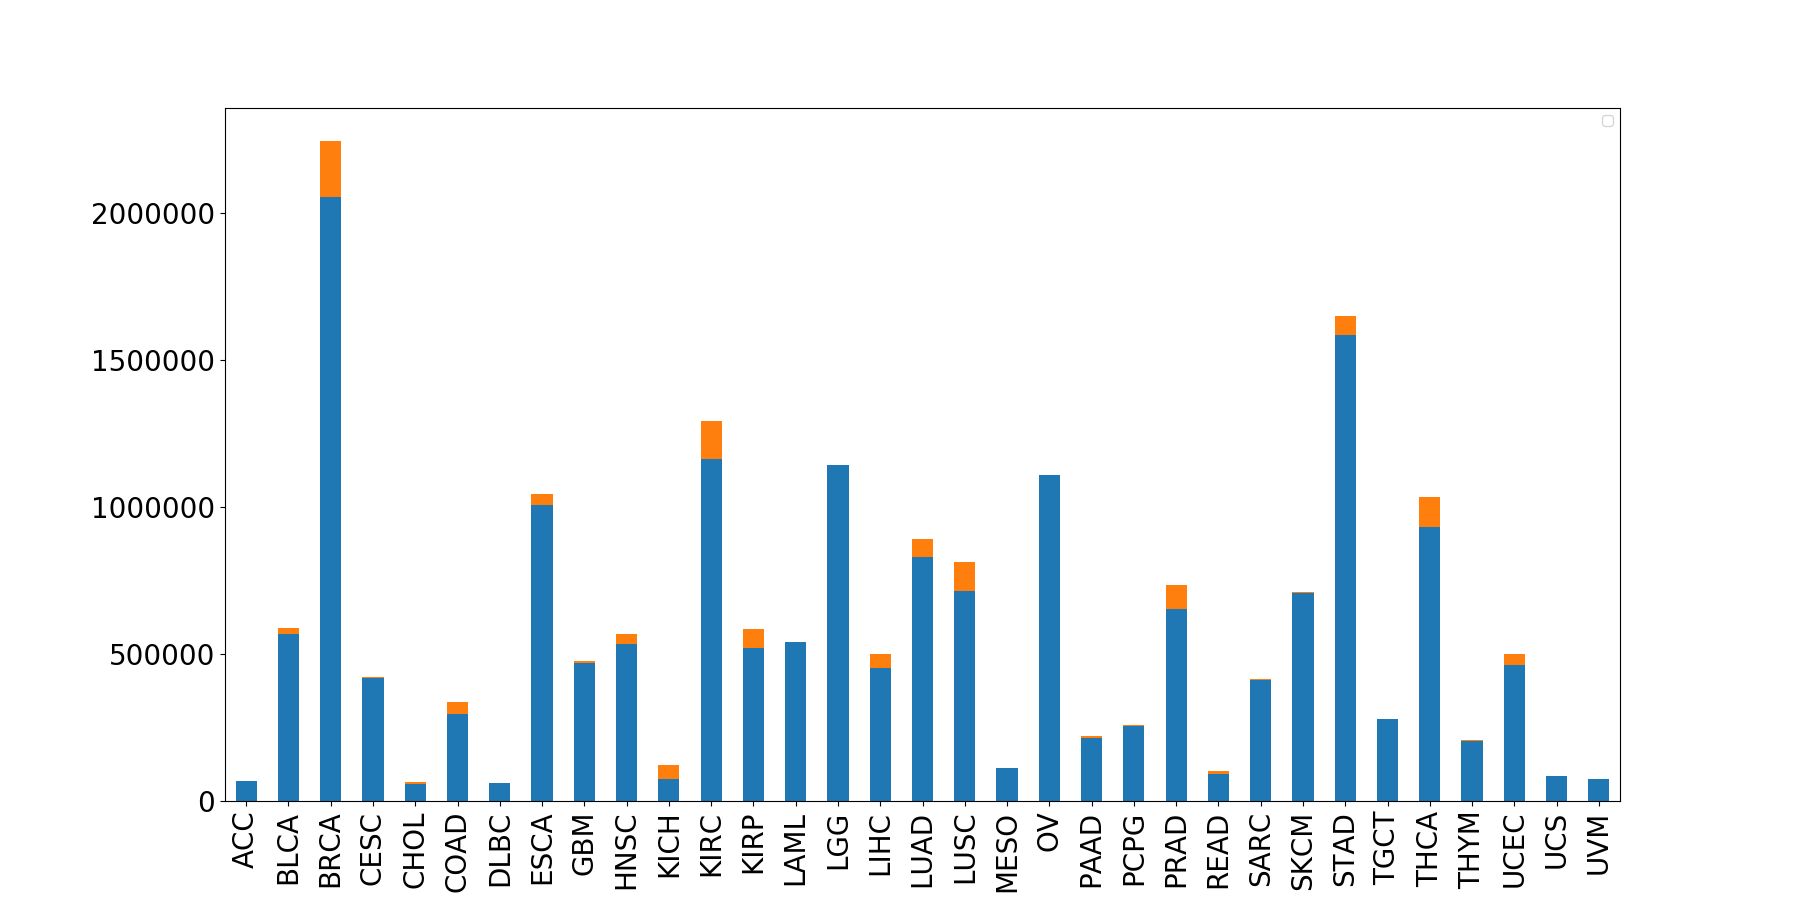 2000000
1500000
1000000
500000
0
ACC
BLCA
BRCA
CESC
CHOL
COAD
DLBC
ESCA
GBM
HNSC
KICH
KIRC
KIRP
LAML
LGG
LIHC
LUAD
LUSC
MESO
OV
PAAD
PCPG
PRAD
READ
SARC
SKCM
STAD
TGCT
THCA
THYM
UCEC
UCS
UVM